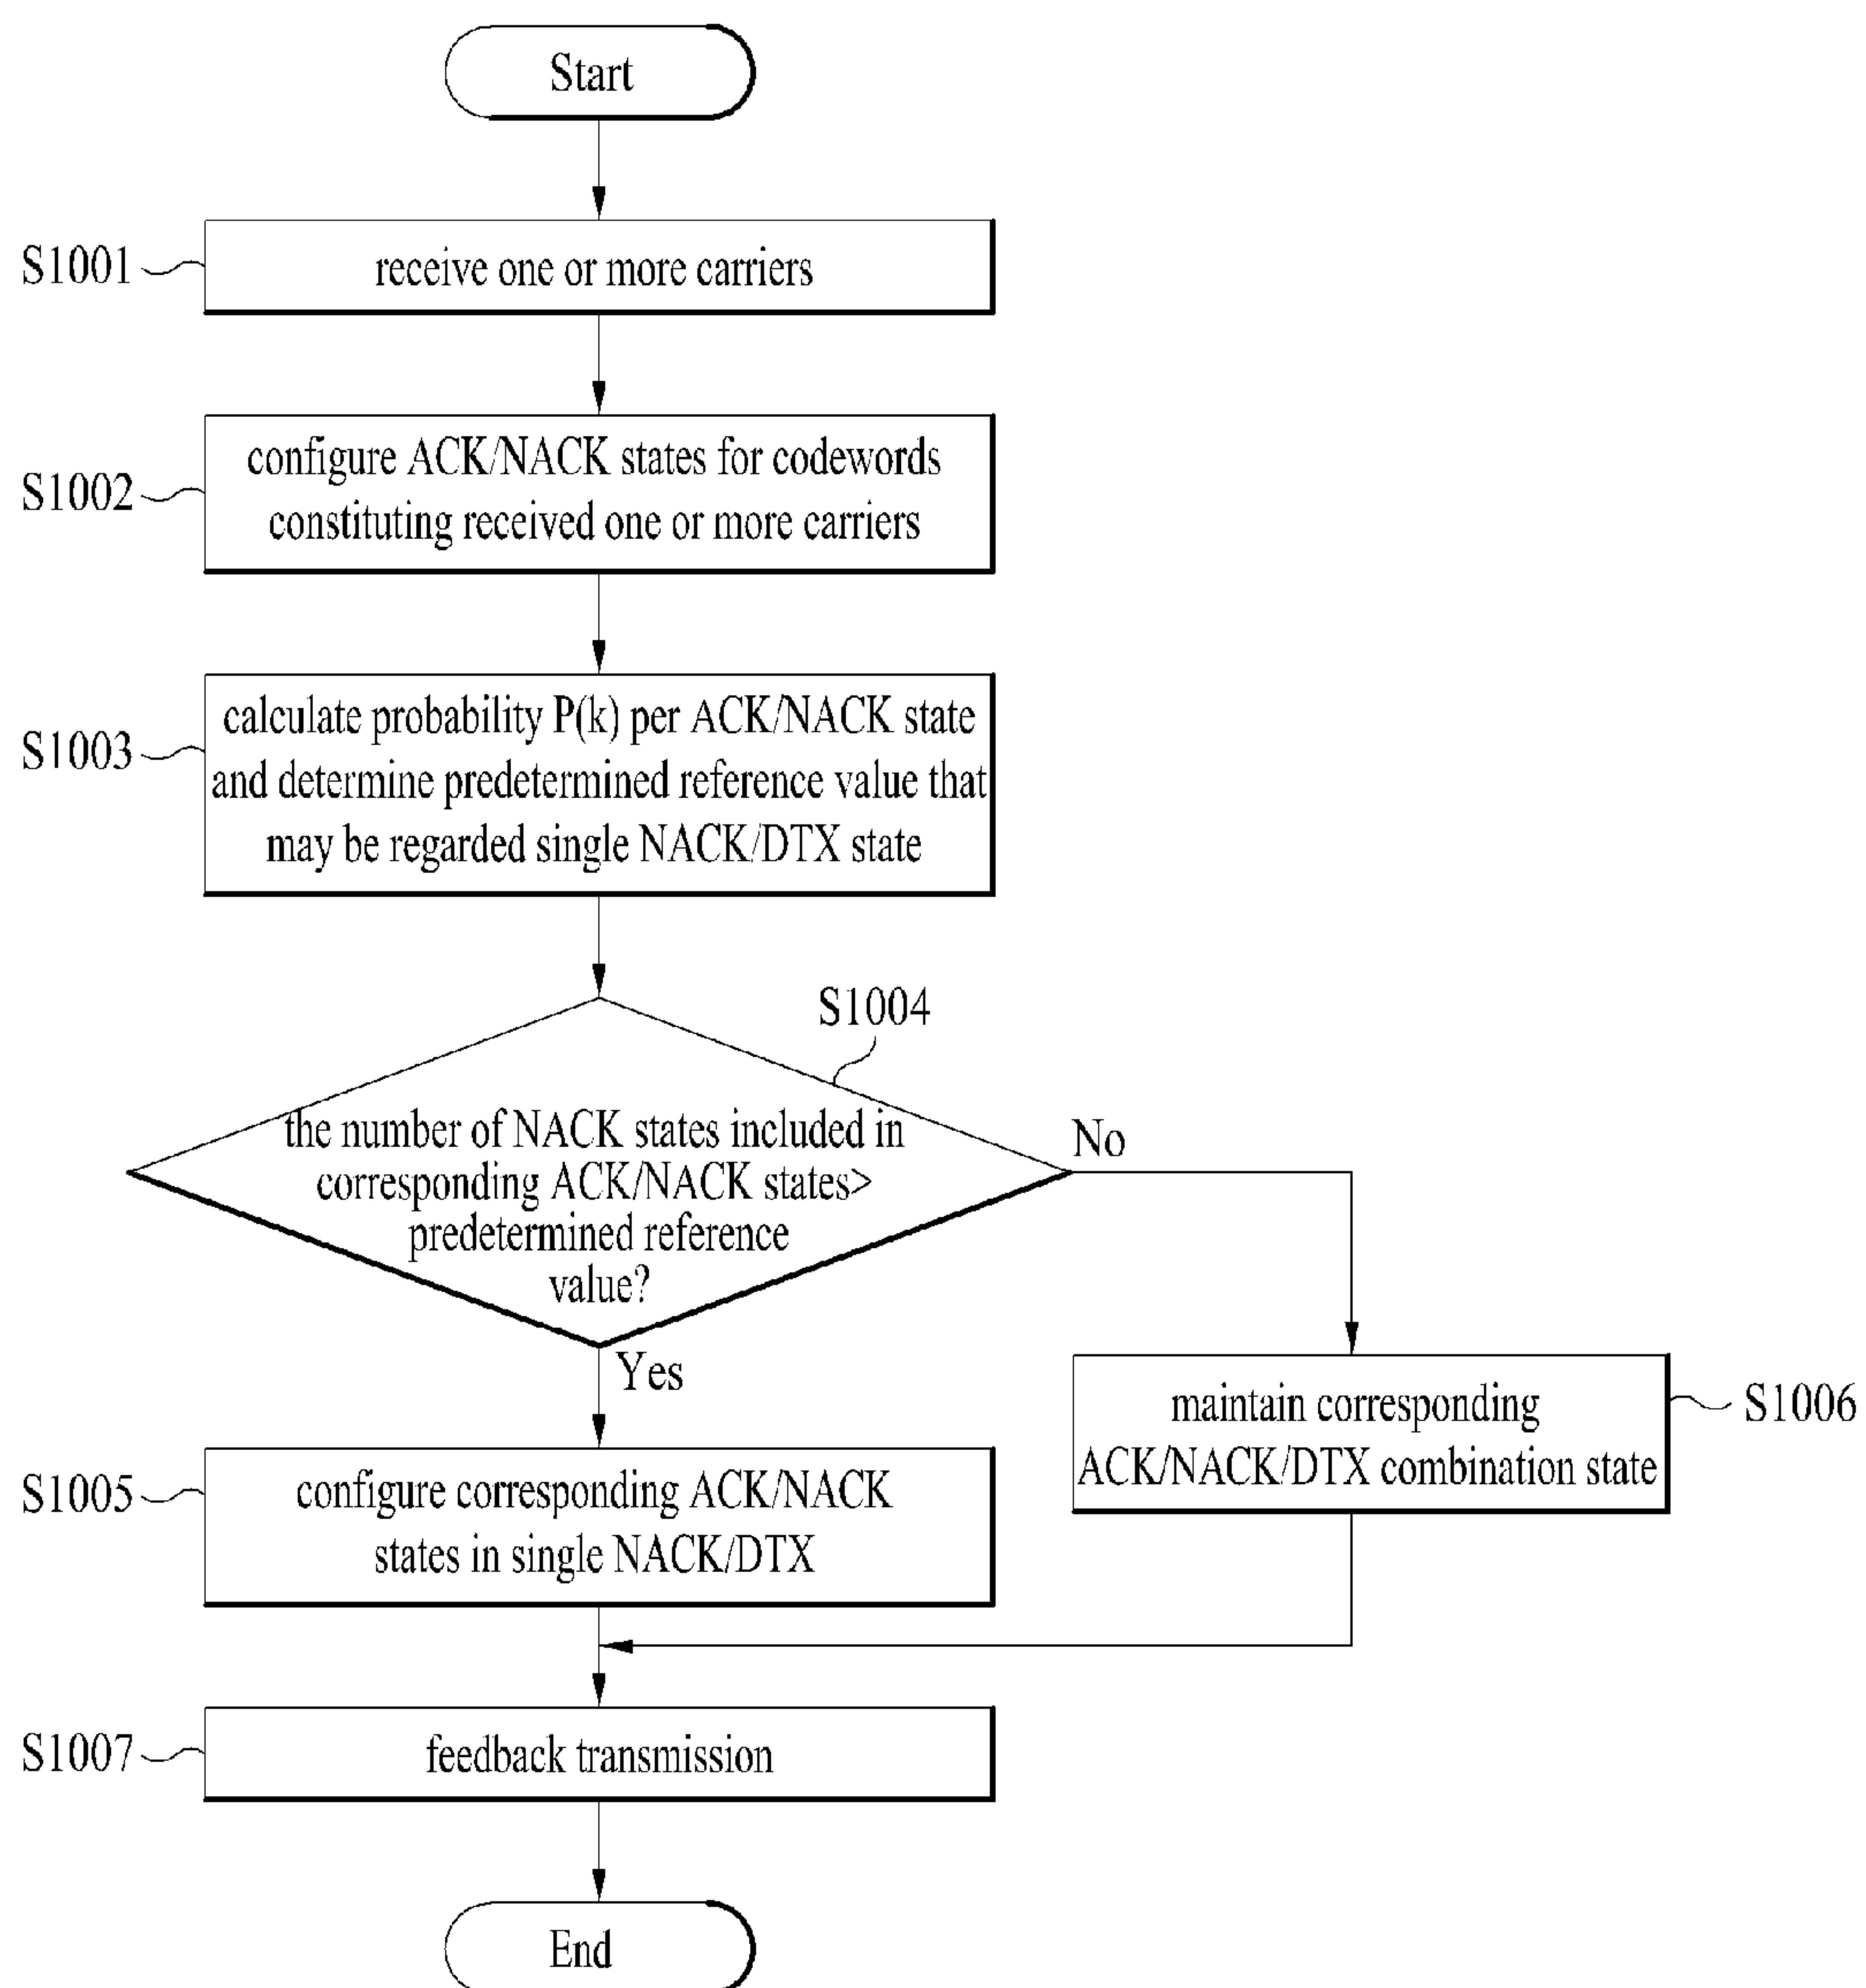 Start
S1001
receive one or more carriers
S1002
configure ACK/NACK states for codewords
constituting received one or more carriers
S1003
calculate probability P(k) per ACK/NACK state
and determine predetermined reference value that
may be regarded single NACK/DTX state
S1004
the number of NACK states included in
corresponding ACK/NACK states>
predetermined reference
value?
No
Yes
S1005
configure corresponding ACK/NACK
states in single NACK/DTX
maintain corresponding
ACK/NACK/DTX combination state
S1006
S1007
feedback transmission
End